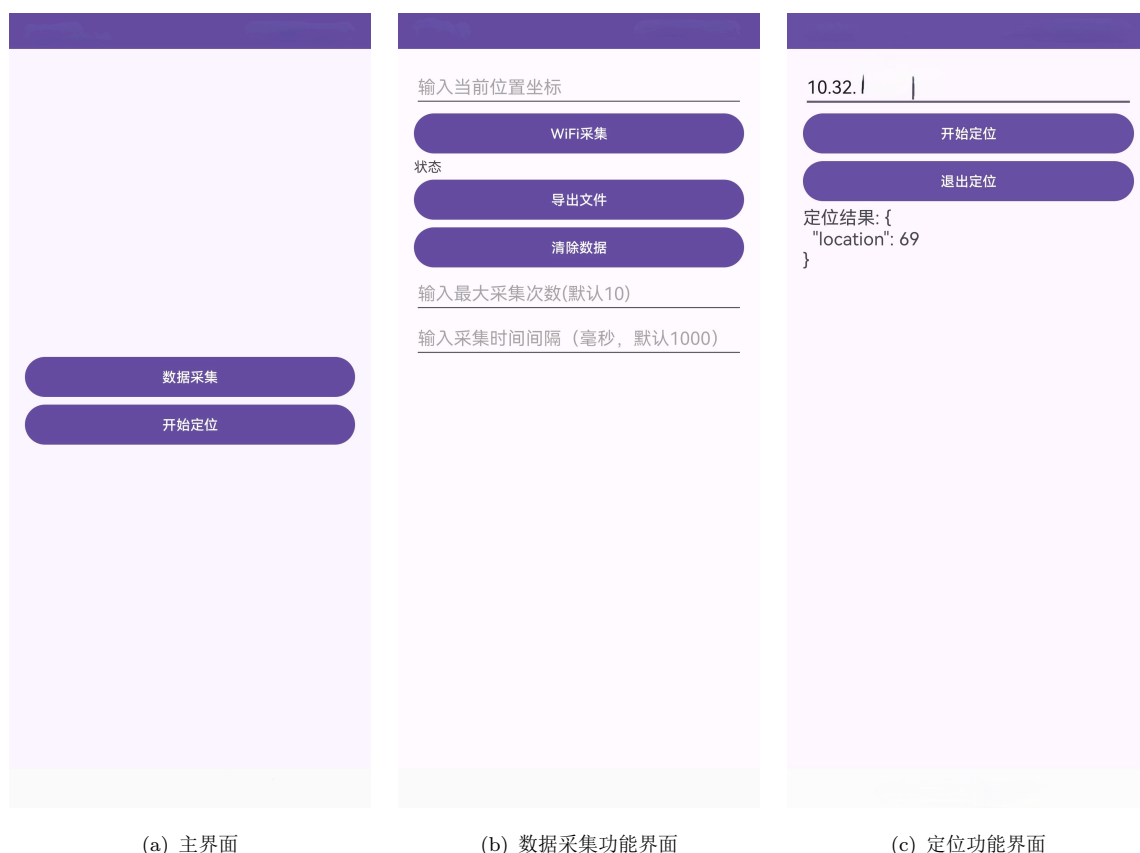 数据采集
开始定位
(a) 主界面
输入当前位置坐标
WiFi采集
状态
导出文件
清除数据
输入最大采集次数(默认10)
输入采集时间间隔（毫秒，默认1000）
(b) 数据采集功能界面
10.32.
开始定位
退出定位
定位结果: {
"location": 69
}
(c) 定位功能界面